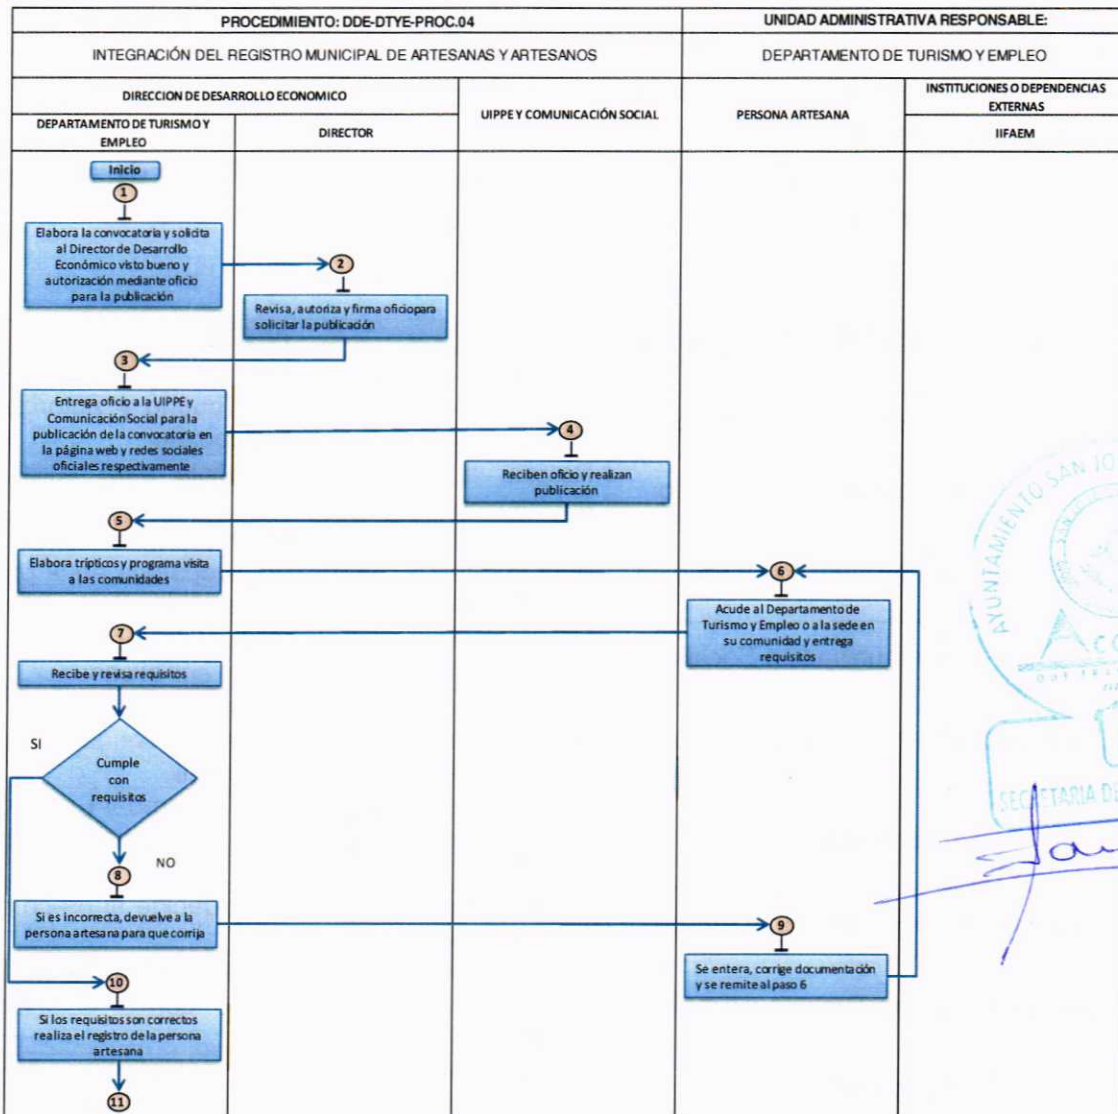 PROCEDIMIENTO: DDE-DTYE-PROC.04
UNIDAD ADMINISTRATIVA RESPONSABLE:
INTEGRACIÓN DEL REGISTRO MUNICIPAL DE ARTESANAS Y ARTESANOS
DEPARTAMENTO DE TURISMO Y EMPLEO
DIRECCION DE DESARROLLO ECONOMICO
UIPPE Y COMUNICACIÓN SOCIAL
PERSONA ARTESANA
INSTITUCIONES O DEPENDENCIAS
EXTERNAS
DEPARTAMENTO DE TURISMO Y
EMPLEO
DIRECTOR
IIFAEM
Inicio
1
Elabora la convocatoria y solicita
al Director de Desarrollo
Económico visto bueno y
autorización mediante oficio
para la publicación
2
Revisa, autoriza y firma oficiopara
solicitar la publicación
3
Entrega oficio a la UIPPE y
Comunicación Social para la
publicación de la convocatoria en
la página web y redes sociales
oficiales respectivamente
4
Reciben oficio y realizan
publicación
5
Elabora trípticos y programa visita
a las comunidades
6
Acude al Departamento de
Turismo y Empleo o a la sede en
su comunidad y entrega
requisitos
7
Recibe y revisa requisitos
SI
Cumple
con
requisitos
NO
8
Si es incorrecta, devuelve a la
persona artesana para que corrija
9
Se entera, corrige documentación
y se remite al paso 6
10
Si los requisitos son correctos
realiza el registro de la persona
artesana
11
AYUNTAMIENTO SAN JO
SECRETARIA DE